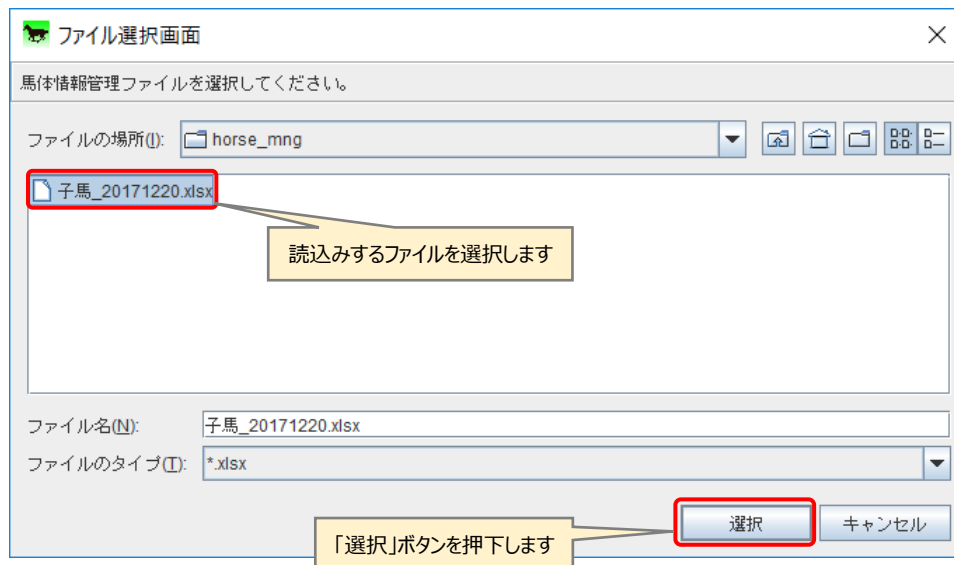 ファイル選択画面
馬体情報管理ファイルを選択してください。
ファイルの場所(I): horse_mng
子馬_20171220.xlsx
読込みするファイルを選択します
ファイル名(N): 子馬_20171220.xlsx
ファイルのタイプ(T): *.xlsx
選択 キャンセル
「選択」ボタンを押下します